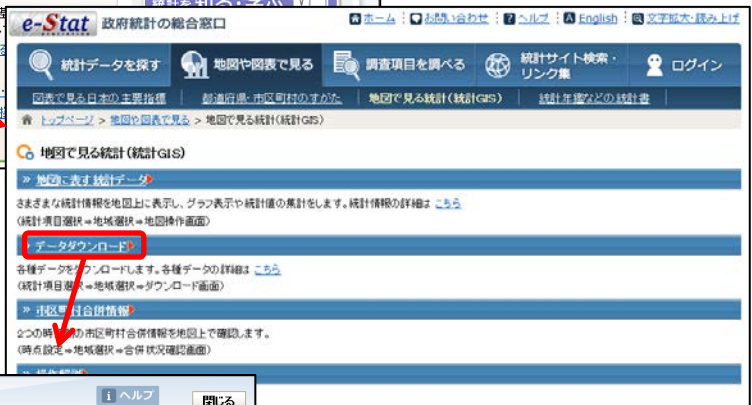 e-Stat 政府統計の総合窓口
ホーム お問い合わせ ヘルプ English 文字拡大・読み上げ
統計データを探す 地図や図表で見る 調査項目を調べる 統計サイト検索・リンク集 ログイン
図表で見る日本の主要指標 都道府県・市区町村のすがた 地図で見る統計(統計GIS) 統計年鑑などの統計書
トップページ > 地図や図表で見る > 地図で見る統計(統計GIS)
地図で見る統計(統計GIS)
» 地図に表す統計データ
さまざまな統計情報を地図上に表示し、グラフ表示や統計値の集計をします。統計情報の詳細は こちら
(統計項目選択⇒地域選択⇒地図操作画面)
» データダウンロード
各種データをダウンロードします。各種データの詳細は こちら
(統計項目選択⇒地域選択⇒ダウンロード画面)
» 市区町村合併情報
2つの時点間の市区町村合併情報を地図上で確認します。
(時点設定⇒地域選択⇒合併状況確認画面)
ヘルプ 閉じる